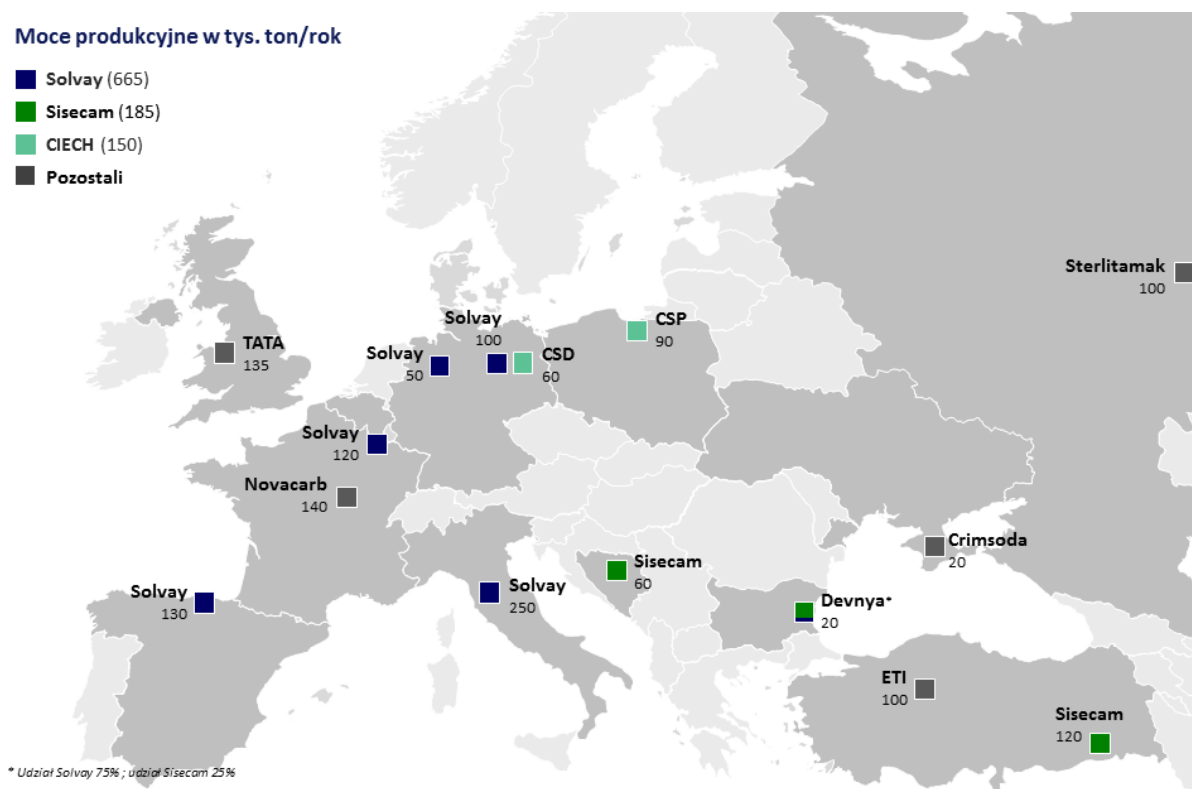 Moce produkcyjne w tys. ton/rok
Solvay (665)
Sisecam (185)
CIECH (150)
Pozostali
Sterlitamak
100
Solvay
100
CSP
90
TATA
135
Solvay
50
CSD
60
Solvay
120
Novacarb
140
Crimsoda
20
Sisecam
60
Solvay
130
Solvay
250
Devnya*
20
ETI
100
Sisecam
120
* Udział Solvay 75% ; udział Sisecam 25%